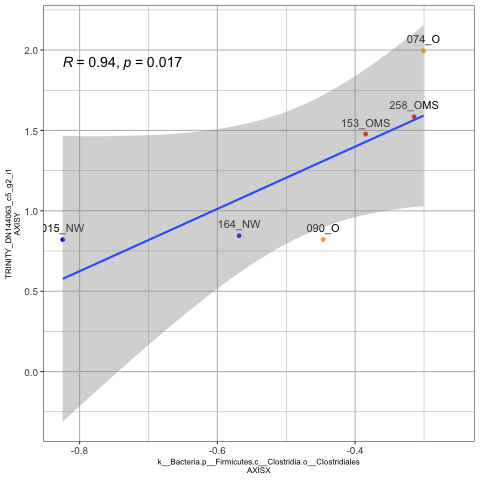 074_O
R = 0.94, p = 0.017
258_OMS
153_OMS
015_NW
164_NW
090_O
2.0
1.5
1.0
0.5
0.0
TRINITY_DN144063_c5_g2_i1
AXISY
-0.8
-0.6
-0.4
k__Bacteria.p__Firmicutes.c__Clostridia.o__Clostridiales
AXISX